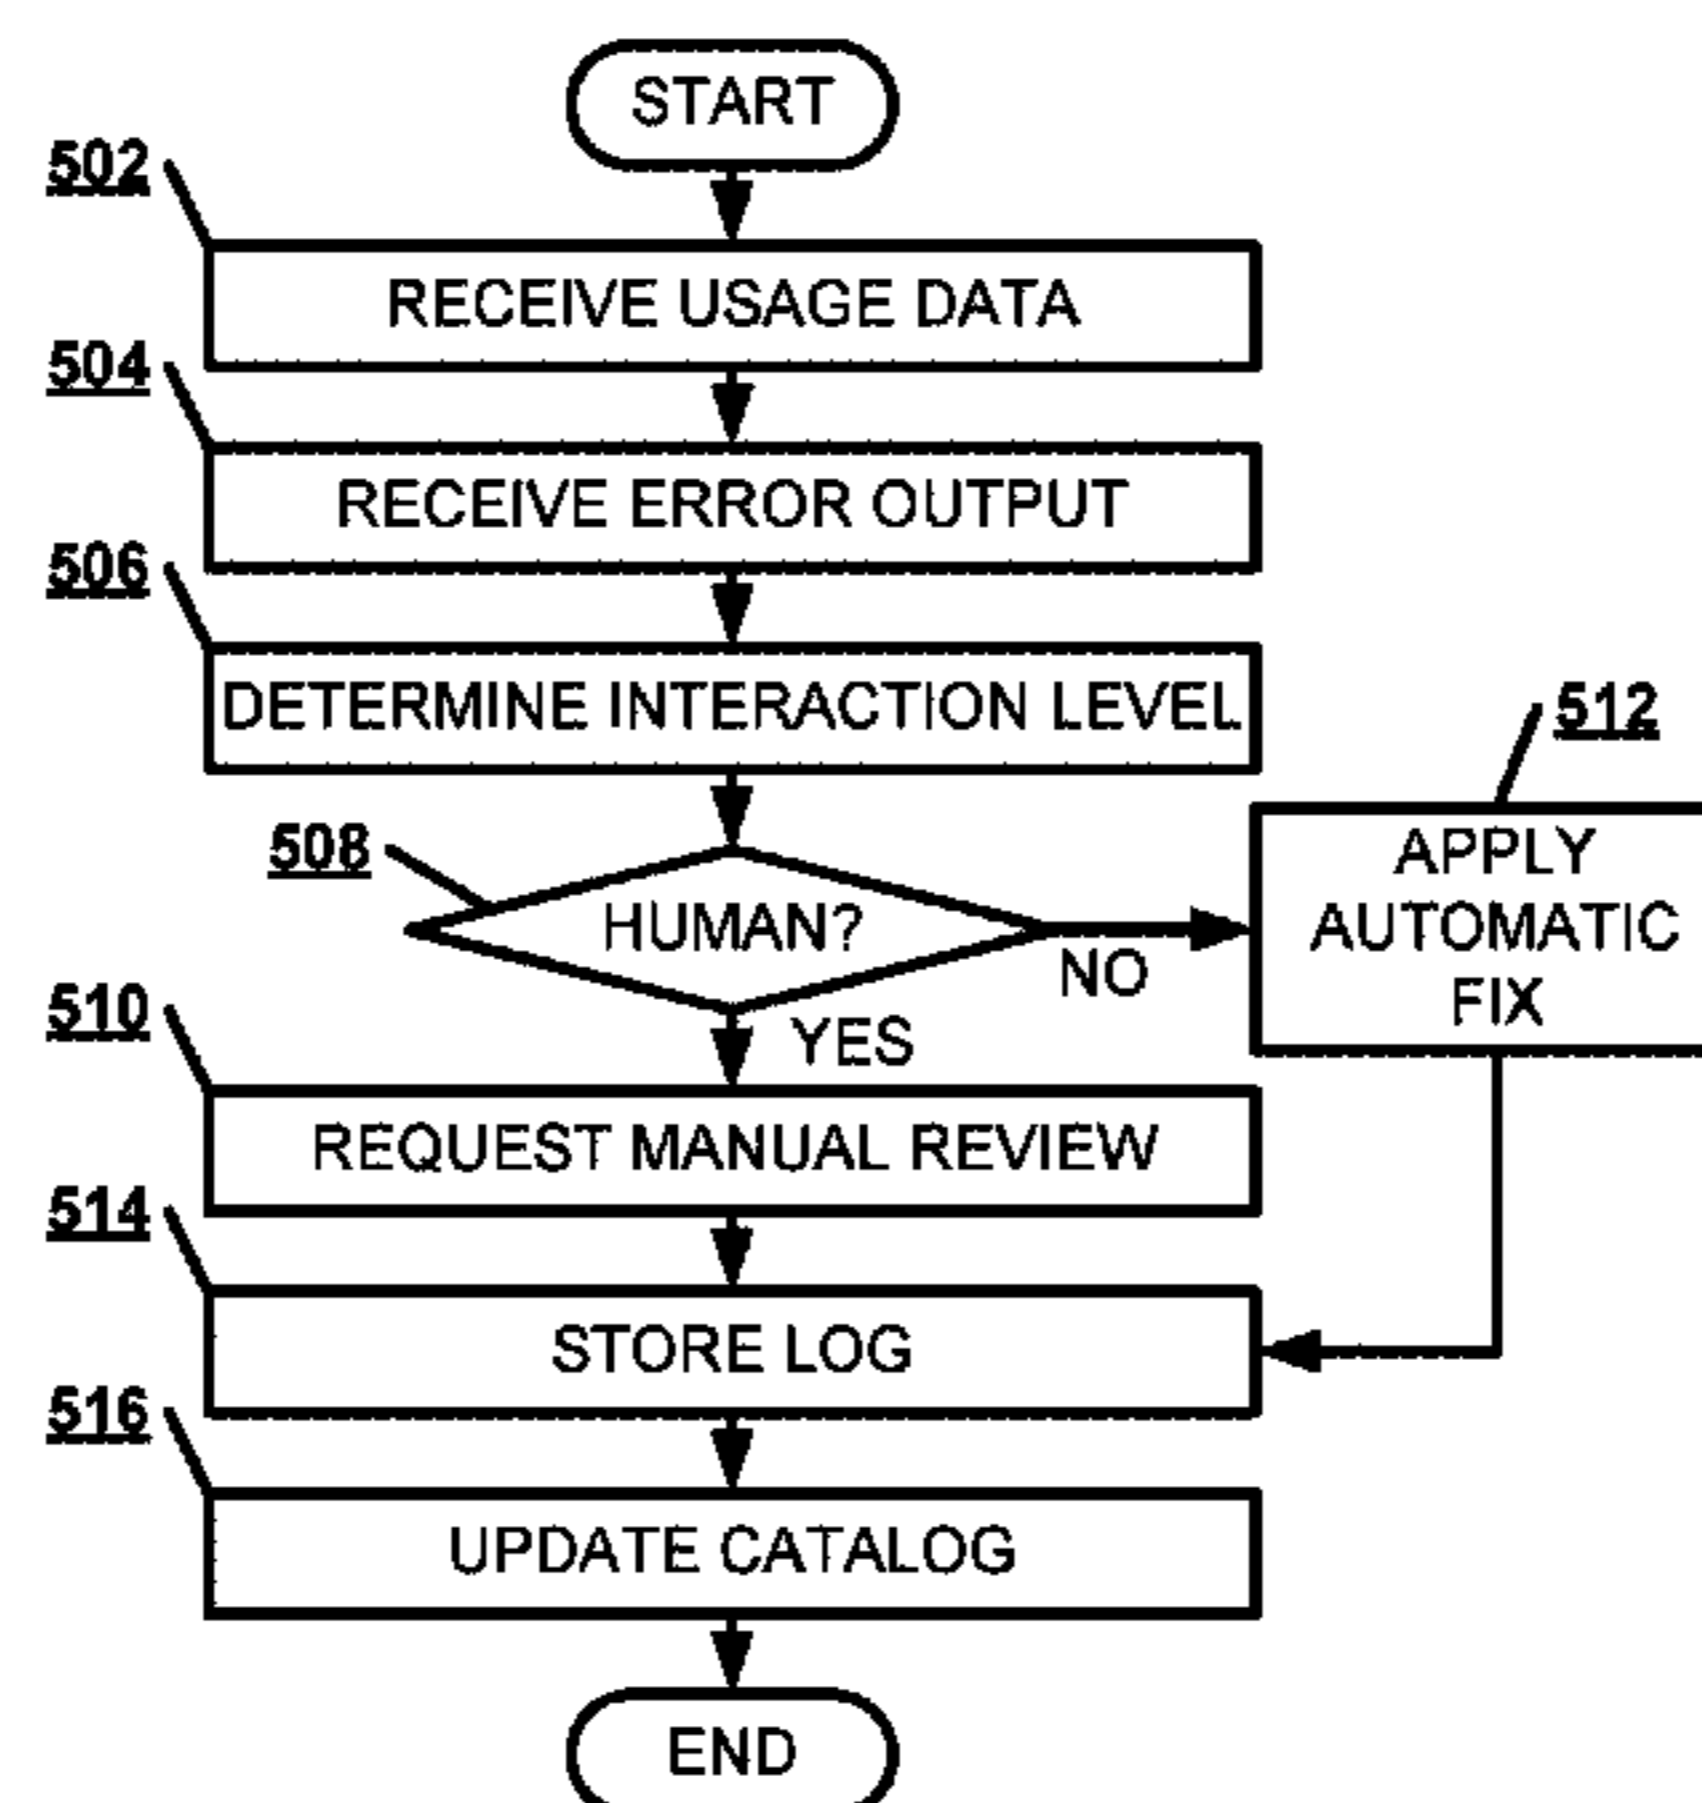 START
502
RECEIVE USAGE DATA
504
RECEIVE ERROR OUTPUT
506
DETERMINE INTERACTION LEVEL
512
APPLY
AUTOMATIC
FIX
508
HUMAN?
NO
YES
510
REQUEST MANUAL REVIEW
514
STORE LOG
516
UPDATE CATALOG
END